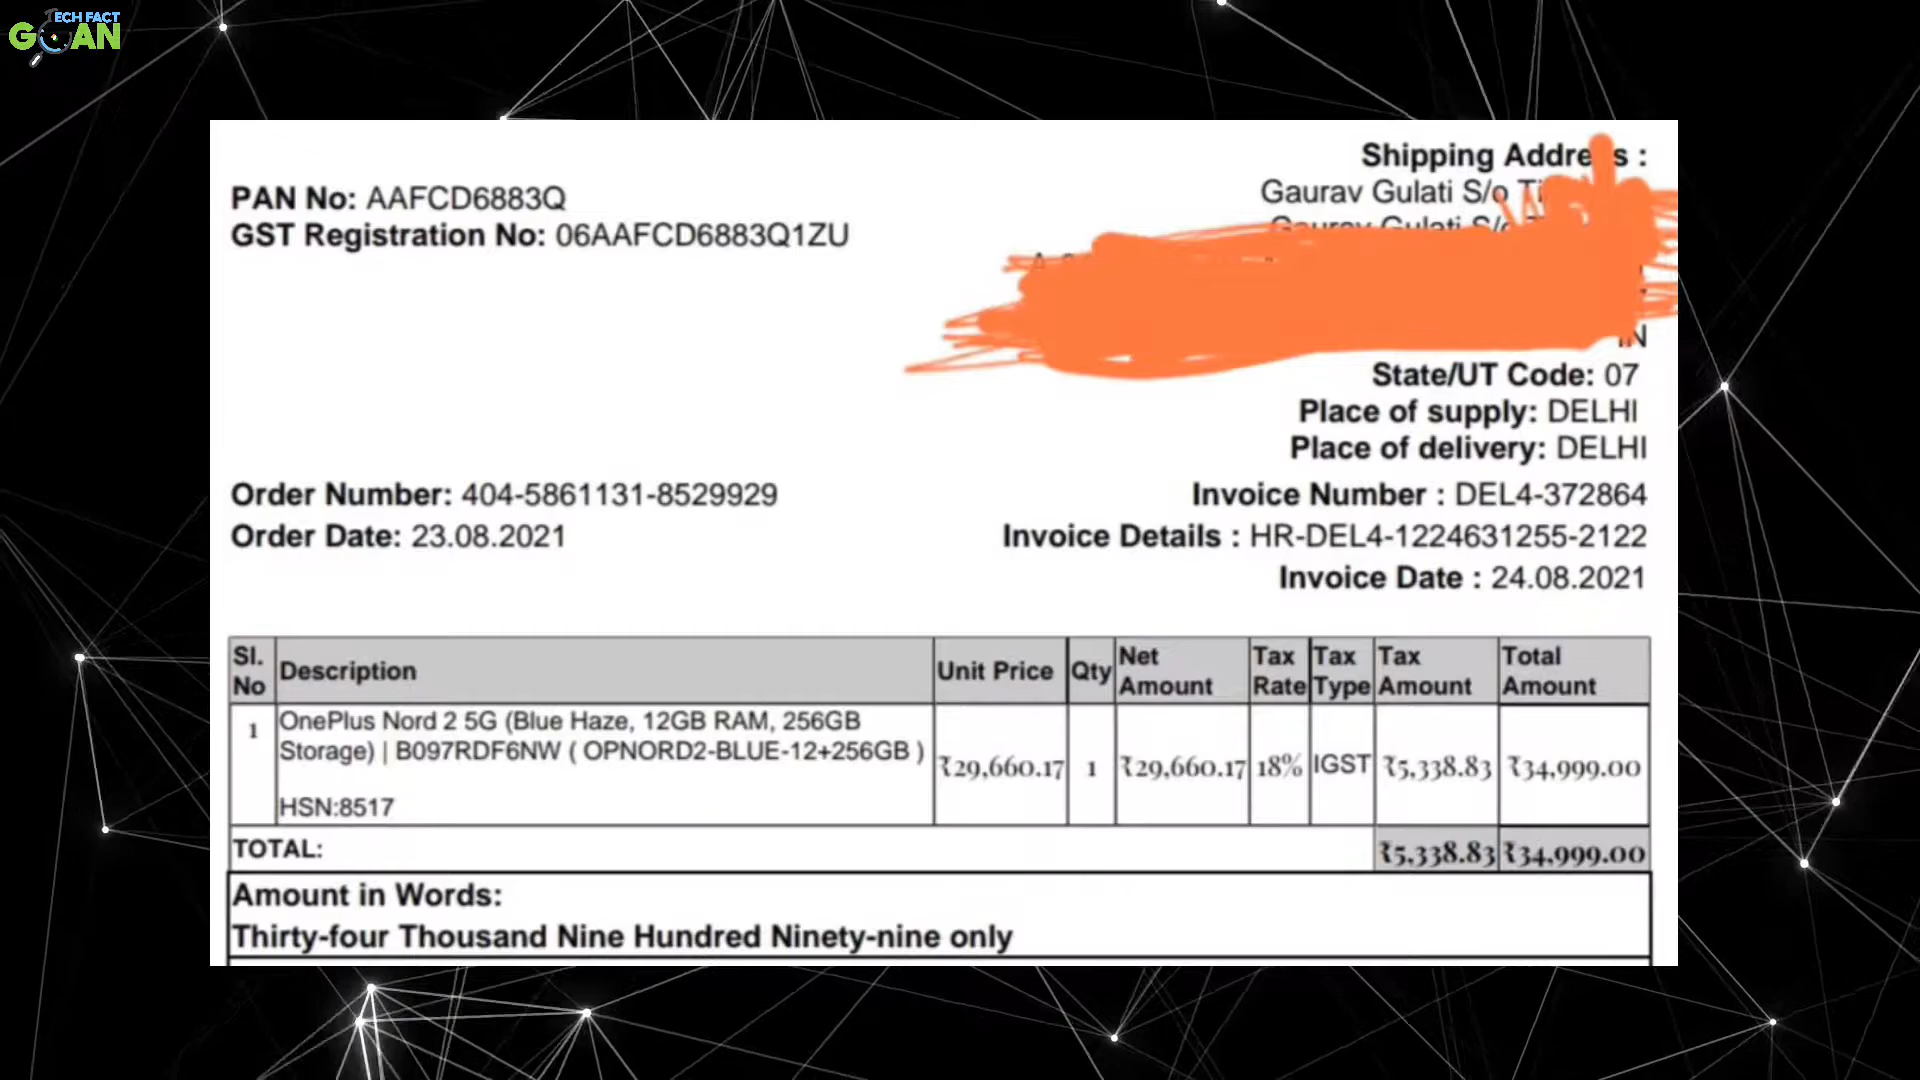 TECH FACT
GOAN
Shipping Address :
PAN No: AAFCD6883Q
Gaurav Gulati S/o
GST Registration No: 06AAFCD6883Q1ZU
Gaurav Gulati S/o
IN
State/UT Code: 07
Place of supply: DELHI
Place of delivery: DELHI
Order Number: 404-5861131-8529929
Invoice Number : DEL4-372864
Order Date: 23.08.2021
Invoice Details : HR-DEL4-1224631255-2122
Invoice Date : 24.08.2021
Sl. No Description Unit Price Qty Net Amount Tax Rate Tax Type Tax Amount Total Amount
1 OnePlus Nord 2 5G (Blue Haze, 12GB RAM, 256GB
Storage) | B097RDF6NW ( OPNORD2-BLUE-12+256GB )
₹29,660.17 1 ₹29,660.17 18% IGST ₹5,338.83 ₹34,999.00
HSN:8517
TOTAL: ₹5,338.83 ₹34,999.00
Amount in Words:
Thirty-four Thousand Nine Hundred Ninety-nine only